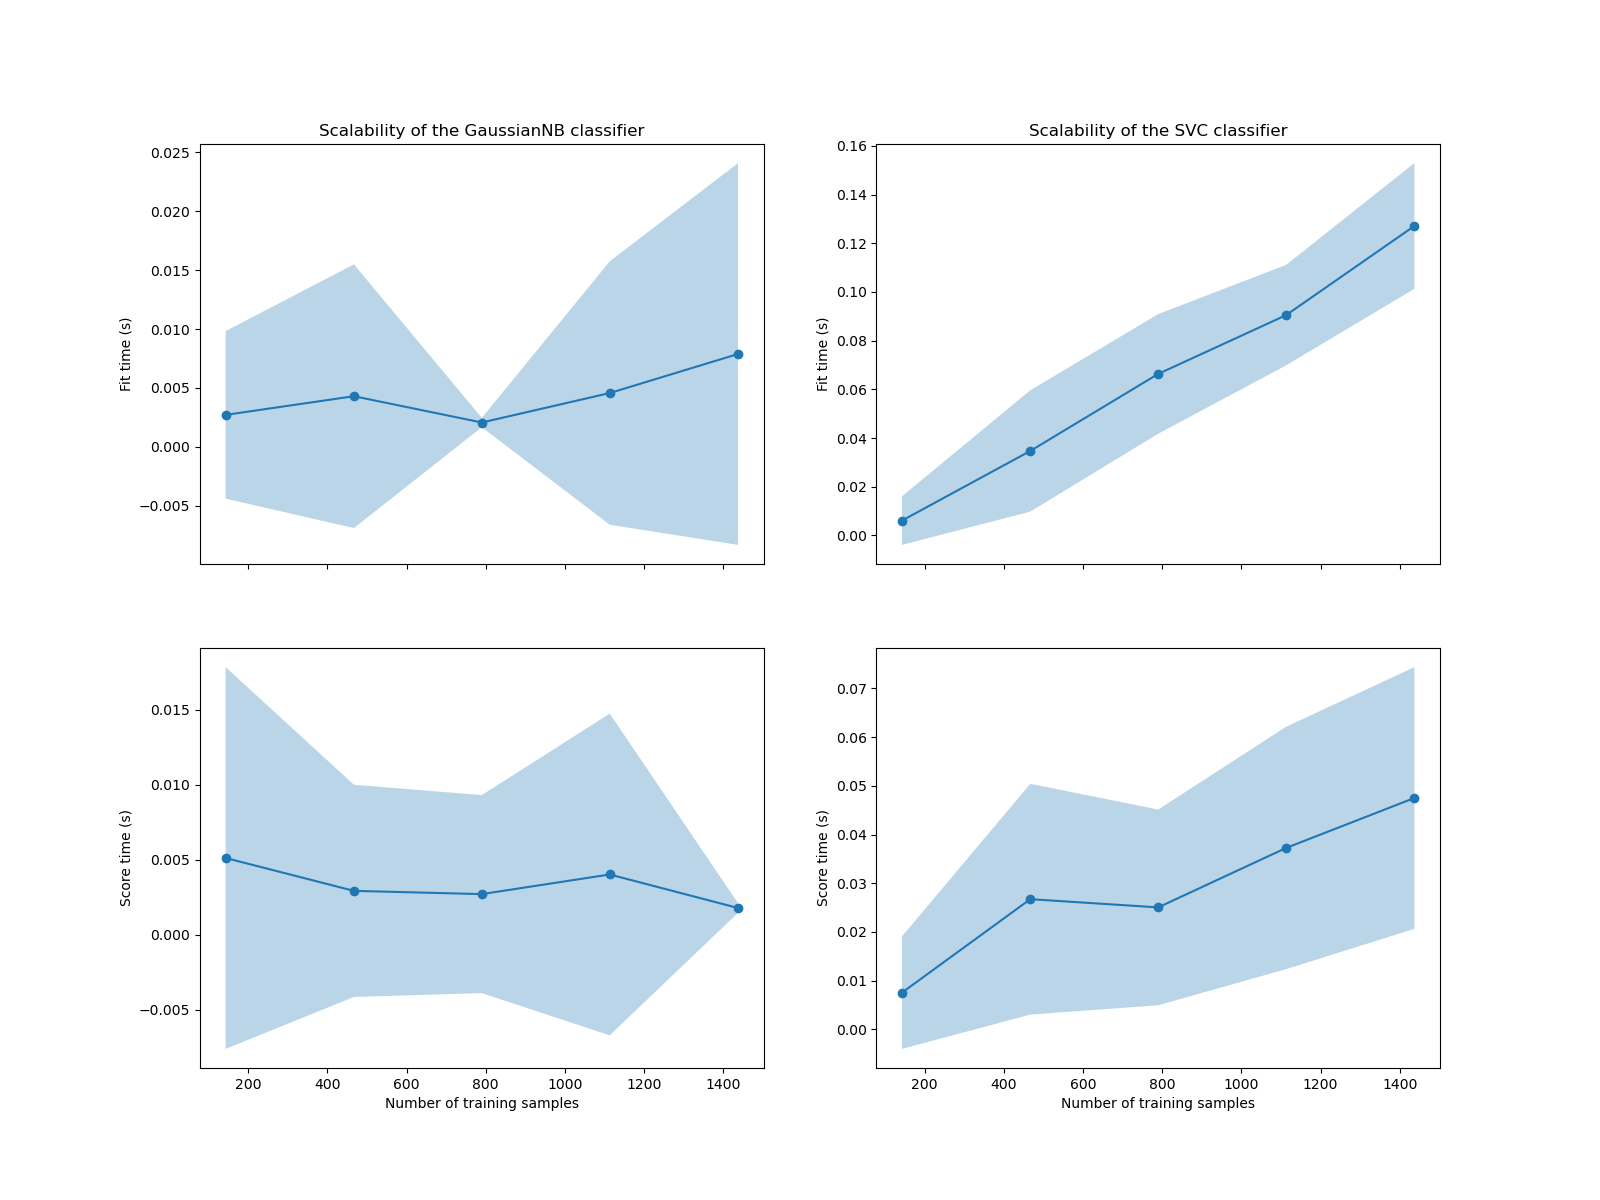 Scalability of the GaussianNB classifier
0.025
0.020
0.015
0.010
0.005
0.000
−0.005
Fit time (s)
Scalability of the SVC classifier
0.16
0.14
0.12
0.10
0.08
0.06
0.04
0.02
0.00
Fit time (s)
0.015
0.010
0.005
0.000
−0.005
Score time (s)
200 400 600 800 1000 1200 1400
Number of training samples
0.07
0.06
0.05
0.04
0.03
0.02
0.01
0.00
Score time (s)
200 400 600 800 1000 1200 1400
Number of training samples